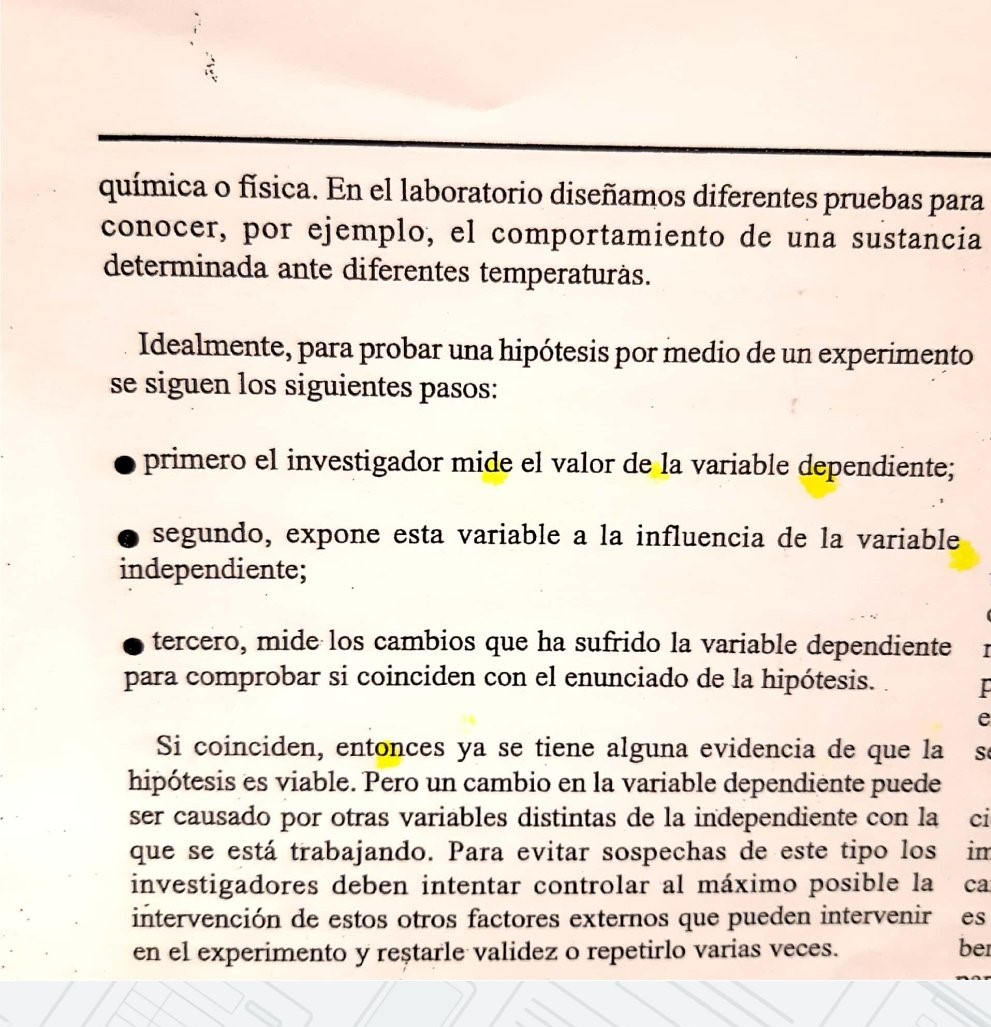 química o física. En el laboratorio diseñamos diferentes pruebas para
conocer, por ejemplo, el comportamiento de una sustancia
determinada ante diferentes temperaturas.
Idealmente, para probar una hipótesis por medio de un experimento
se siguen los siguientes pasos:
● primero el investigador mide el valor de la variable dependiente;
● segundo, expone esta variable a la influencia de la variable
independiente;
● tercero, mide los cambios que ha sufrido la variable dependiente
para comprobar si coinciden con el enunciado de la hipótesis.
Si coinciden, entonces ya se tiene alguna evidencia de que la
hipótesis es viable. Pero un cambio en la variable dependiente puede
ser causado por otras variables distintas de la independiente con la
que se está trabajando. Para evitar sospechas de este tipo los
investigadores deben intentar controlar al máximo posible la
intervención de estos otros factores externos que pueden intervenir
en el experimento y restarle validez o repetirlo varias veces.